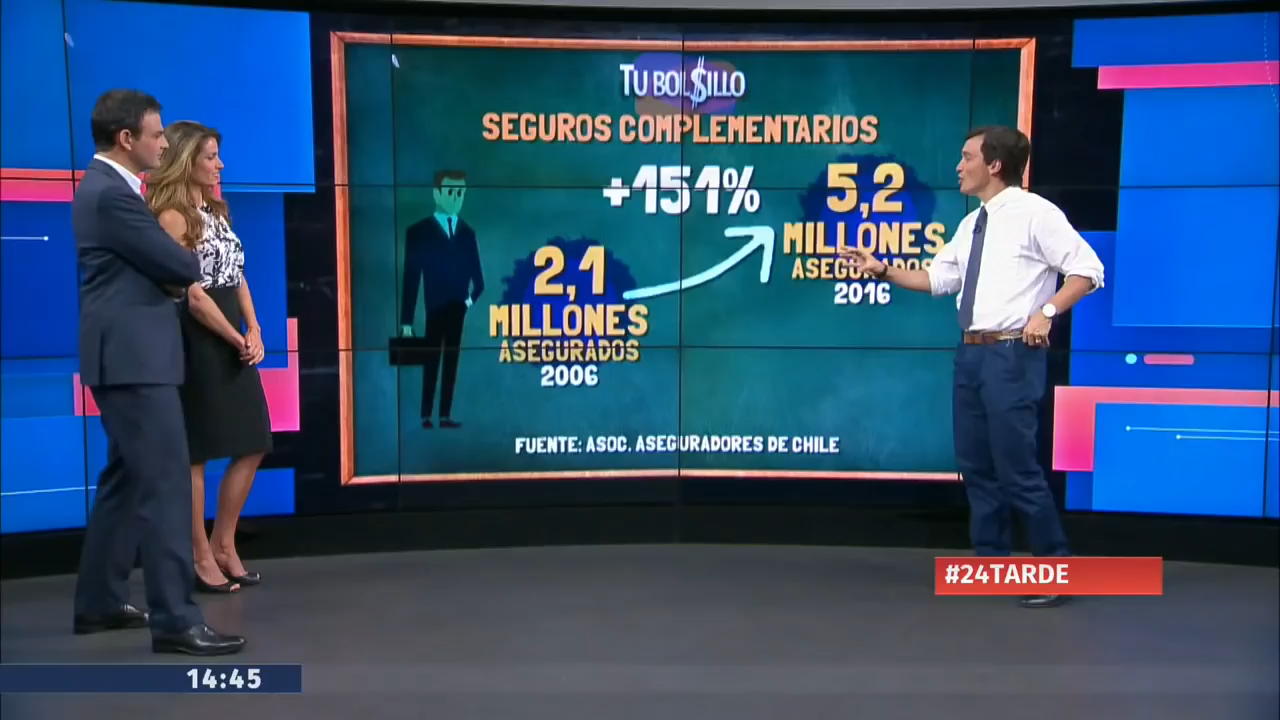 TU BOL$ILLO
SEGUROS COMPLEMENTARIOS
+151%
5,2
MILLONES
ASEGURADOS
2016
2,1
MILLONES
ASEGURADOS
2006
FUENTE: ASOC. ASEGURADORES DE CHILE
#24TARDE
14:45